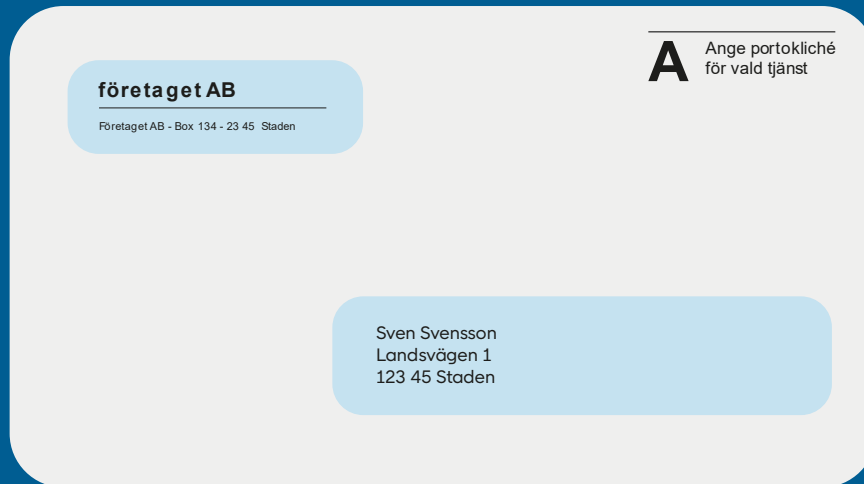 företaget AB
Företaget AB - Box 134 - 23 45 Staden
A
Ange portokliché
för vald tjänst
Sven Svensson
Landsvägen 1
123 45 Staden